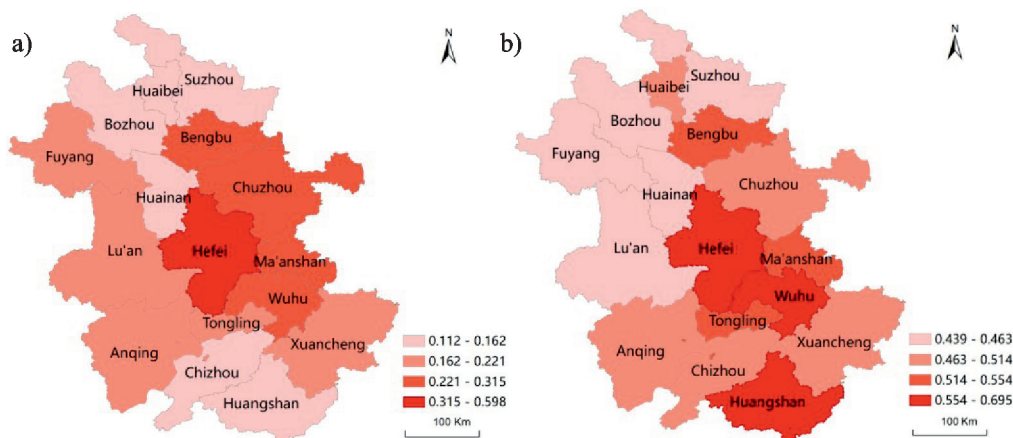 a)
N
Suzhou
Huaibei
Bozhou
Bengbu
Fuyang
Chuzhou
Huainan
Lu'an
Hefei
Ma'anshan
Wuhu
Tongling
Xuancheng
Anqing
Chizhou
Huangshan
0.112 - 0.162
0.162 - 0.221
0.221 - 0.315
0.315 - 0.598
100 Km
b)
N
Suzhou
Huaibei
Bozhou
Bengbu
Fuyang
Chuzhou
Huainan
Lu'an
Hefei
Ma'anshan
Wuhu
Tongling
Xuancheng
Anqing
Chizhou
Huangshan
0.439 - 0.463
0.463 - 0.514
0.514 - 0.554
0.554 - 0.695
100 Km